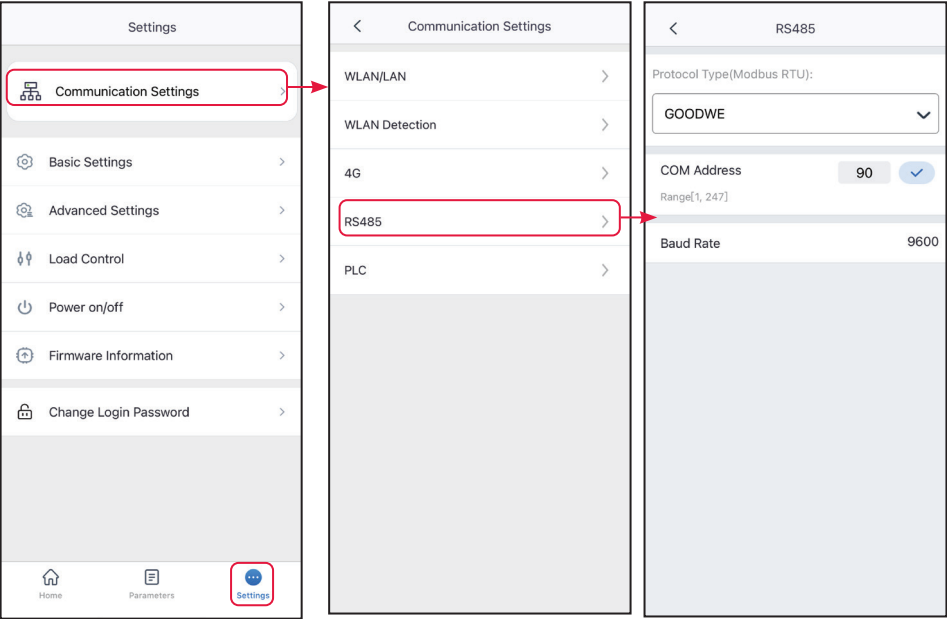 Settings
Communication Settings
Basic Settings
Advanced Settings
Load Control
Power on/off
Firmware Information
Change Login Password
Home
Parameters
Settings
Communication Settings
WLAN/LAN
WLAN Detection
4G
RS485
PLC
RS485
Protocol Type(Modbus RTU):
GOODWE
COM Address 90
Range[1, 247]
Baud Rate 9600